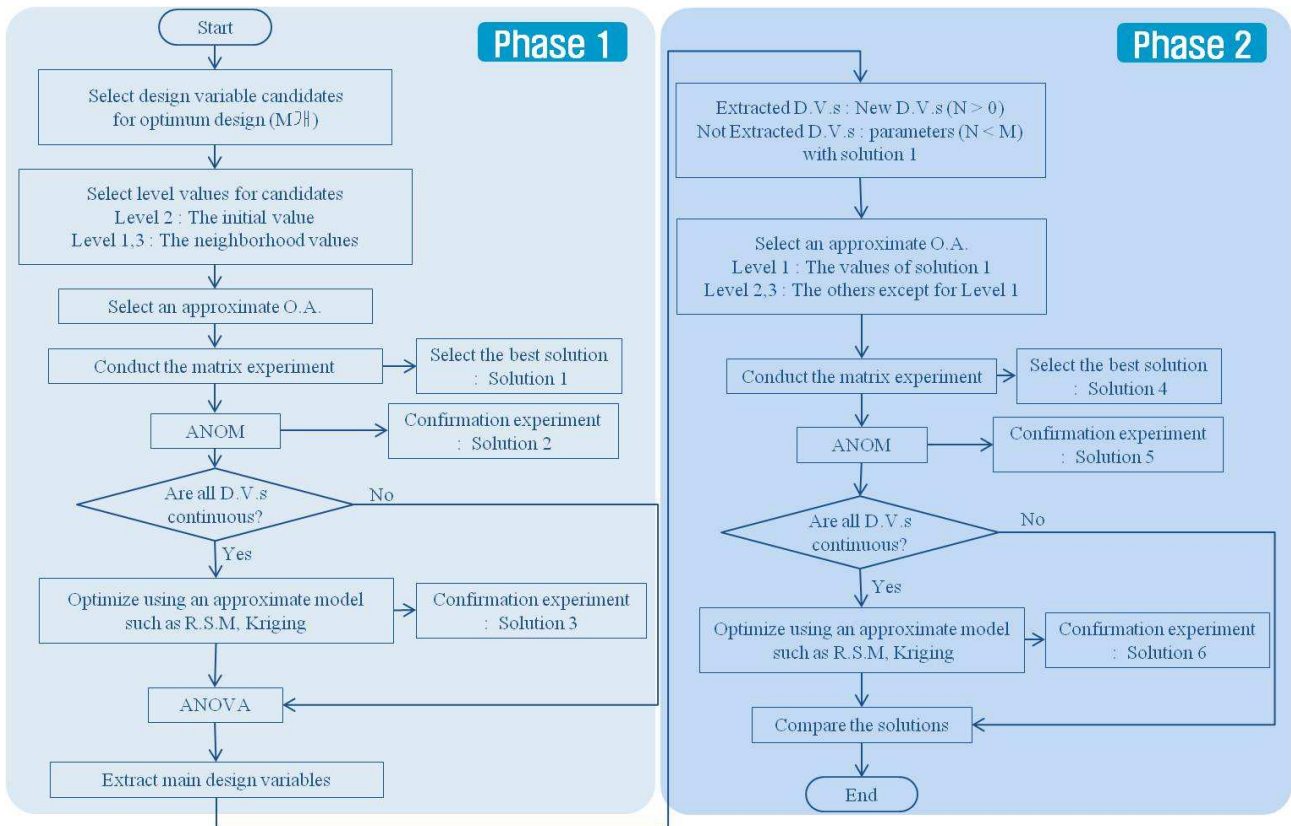 Phase 1
Start
Select design variable candidates
for optimum design (M개)
Select level values for candidates
Level 2 : The initial value
Level 1,3 : The neighborhood values
Select an approximate O.A.
Conduct the matrix experiment
Select the best solution
: Solution 1
ANOM
Confirmation experiment
: Solution 2
Are all D.V.s
continuous?
No
Yes
Optimize using an approximate model
such as R.S.M, Kriging
Confirmation experiment
: Solution 3
ANOVA
Extract main design variables
Phase 2
Extracted D.V.s : New D.V.s (N > 0)
Not Extracted D.V.s : parameters (N < M)
with solution 1
Select an approximate O.A.
Level 1 : The values of solution 1
Level 2,3 : The others except for Level 1
Conduct the matrix experiment
Select the best solution
: Solution 4
ANOM
Confirmation experiment
: Solution 5
Are all D.V.s
continuous?
No
Yes
Optimize using an approximate model
such as R.S.M, Kriging
Confirmation experiment
: Solution 6
Compare the solutions
End